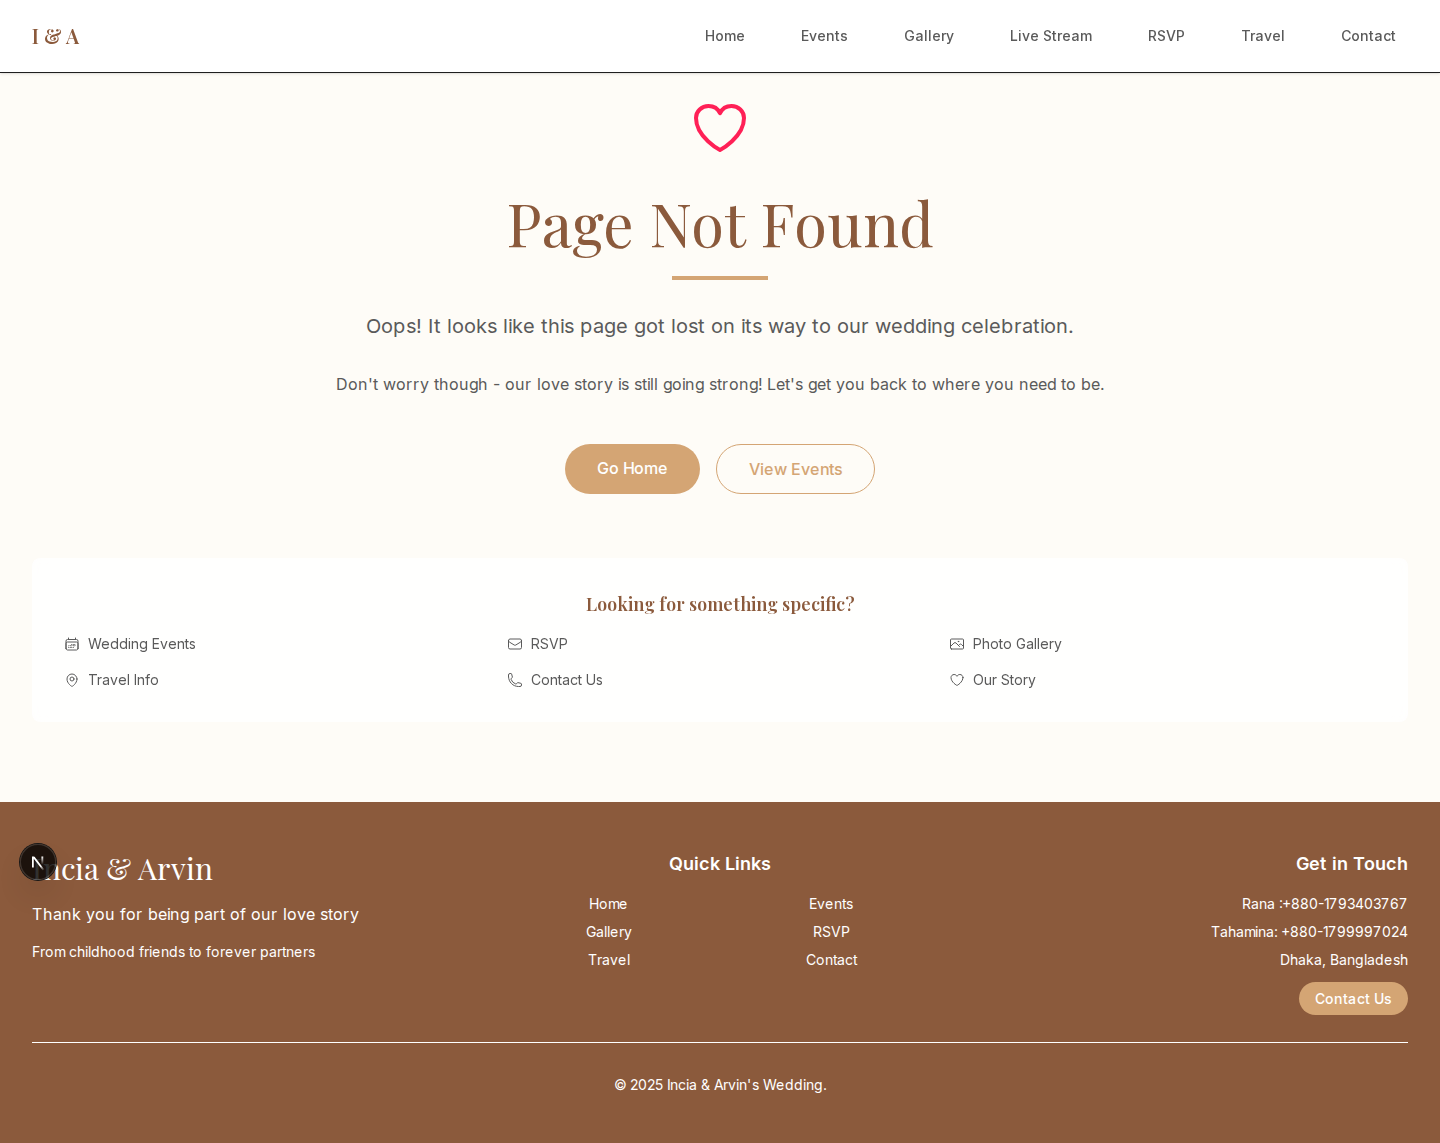 I & A
Home
Events
Gallery
Live Stream
RSVP
Travel
Contact
Page Not Found
Oops! It looks like this page got lost on its way to our wedding celebration.
Don't worry though - our love story is still going strong! Let's get you back to where you need to be.
Go Home
View Events
Looking for something specific?
Wedding Events
RSVP
Photo Gallery
Travel Info
Contact Us
Our Story
Incia & Arvin
Thank you for being part of our love story
From childhood friends to forever partners
Quick Links
Home
Events
Gallery
RSVP
Travel
Contact
Get in Touch
Rana :+880-1793403767
Tahamina: +880-1799997024
Dhaka, Bangladesh
Contact Us
© 2025 Incia & Arvin's Wedding.